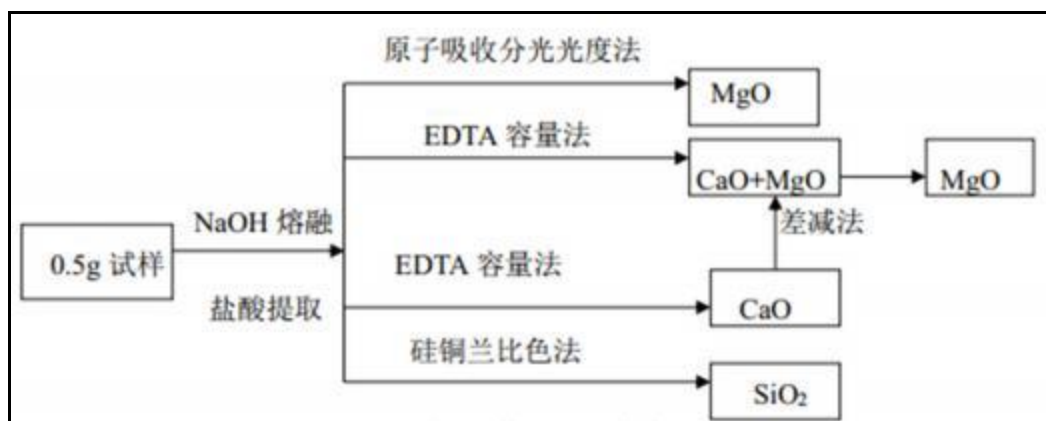 原子吸收分光光度法
MgO
EDTA 容量法
CaO+MgO
MgO
NaOH 熔融
差减法
0.5g 试样
EDTA 容量法
盐酸提取
CaO
硅铜兰比色法
SiO₂